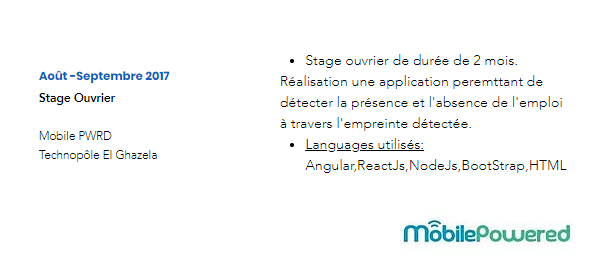 Août -Septembre 2017
Stage Ouvrier
Mobile PWRD
Technopôle El Ghazela
• Stage ouvrier de durée de 2 mois.
Réalisation une application peremttant de
détecter la présence et l'absence de l'emploi
à travers l'empreinte détectée.
• Languages utilisés:
Angular,ReactJs,NodeJs,BootStrap,HTML
mobilePowered